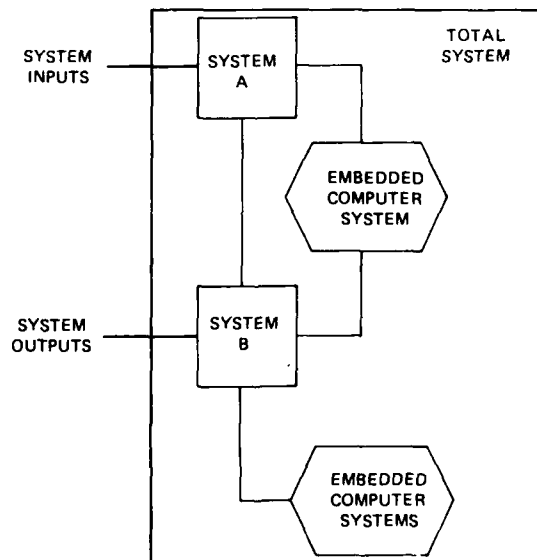 TOTAL
SYSTEM
SYSTEM
INPUTS
SYSTEM
A
EMBEDDED
COMPUTER
SYSTEM
SYSTEM
OUTPUTS
SYSTEM
B
EMBEDDED
COMPUTER
SYSTEMS